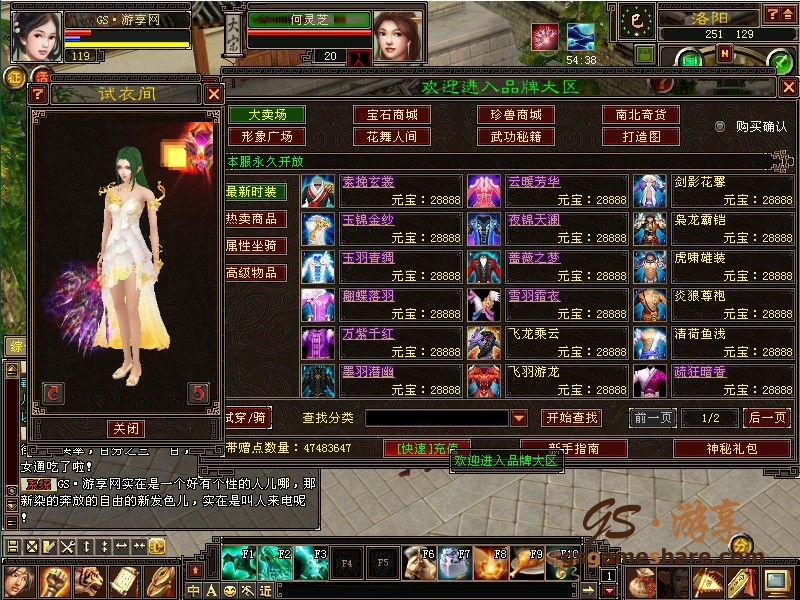 GS·游享网
119
大宋
何灵芝
20
54:38
洛阳
251 129
N
征
活
试衣间
关闭
欢迎进入品牌大区
大卖场
宝石商城
珍兽商城
南北奇货
形象广场
花舞人间
武功秘籍
打造图
购买确认
本服永久开放
最新时装
热卖商品
属性坐骑
高级物品
素挽玄裳
元宝:28888
云暖芳华
元宝:28888
剑影花馨
元宝:28888
玉锦金纱
元宝:28888
夜锦天澜
元宝:28888
枭龙霸铠
元宝:28888
玉羽青绸
元宝:28888
蔷薇之梦
元宝:28888
虎啸雄装
元宝:28888
翩蝶落羽
元宝:28888
雪羽霜衣
元宝:28888
炎狼尊袍
元宝:28888
万紫千红
元宝:28888
飞龙乘云
元宝:28888
清荷鱼浅
元宝:28888
墨羽潜幽
元宝:28888
飞羽游龙
元宝:28888
疏狂暗香
元宝:28888
试穿/骑
查找分类
开始查找
前一页
1/2
后一页
带赠点数量:47483647
[快速]充值
新手指南
神秘礼包
欢迎进入品牌大区
综
女通吃了啦!
系统 GS·游享网实在是一个好有个性的人儿哪,那
新染的奔放的自由的新发色儿,实在是叫人来电呢
!
F1 F2 F3 F4 F5 F6 F7 F8 F9 F10
中 A 近
1
GS·游享
gsgameshare.com